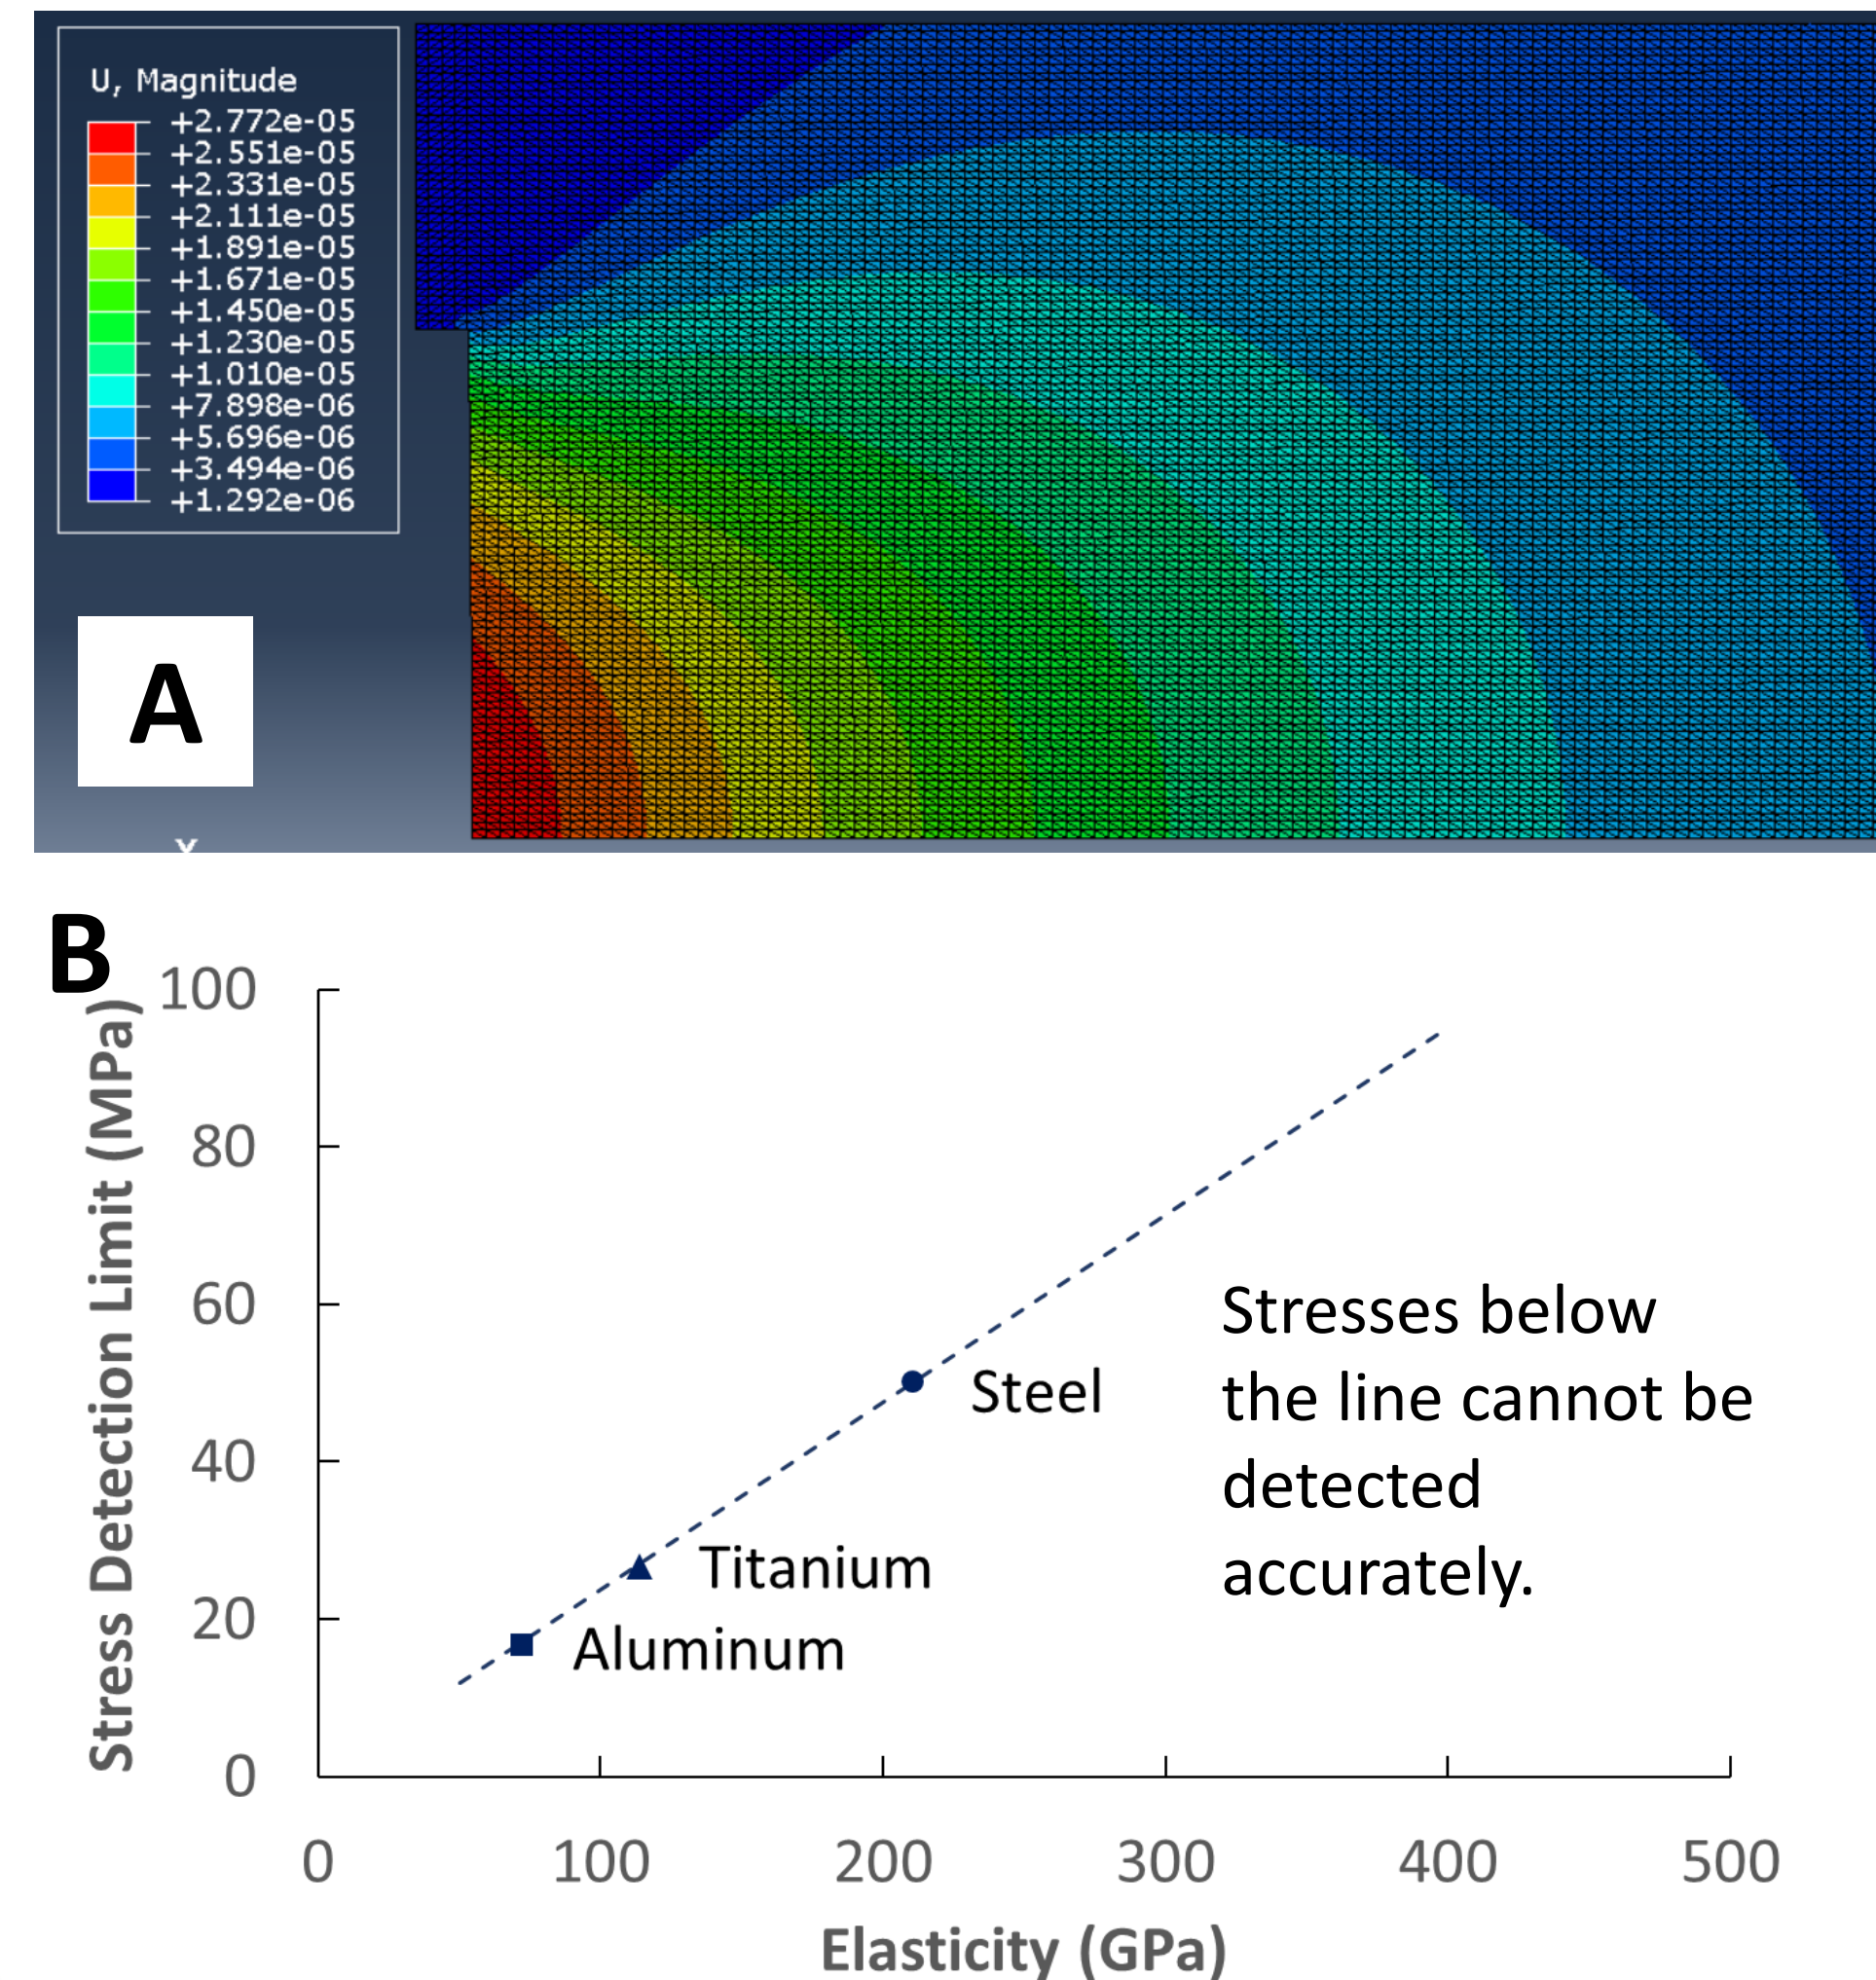 U, Magnitude
+2.772e-05
+2.551e-05
+2.331e-05
+2.111e-05
+1.891e-05
+1.671e-05
+1.450e-05
+1.230e-05
+1.010e-05
+7.898e-06
+5.696e-06
+3.494e-06
+1.292e-06
A
B
Stress Detection Limit (MPa)
100
80
60
40
20
0
Steel
Titanium
Aluminum
Stresses below
the line cannot be
detected
accurately.
0 100 200 300 400 500
Elasticity (GPa)